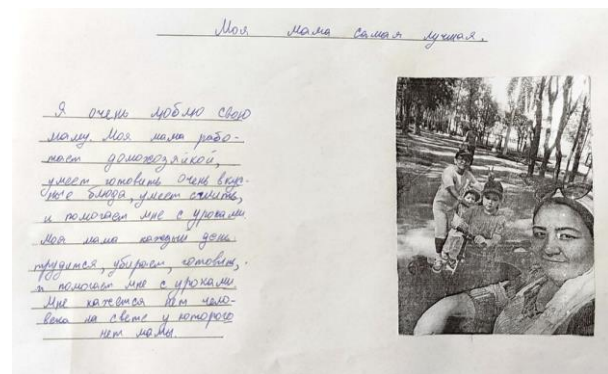 Моя мама самая лучшая.
Я очень люблю свою
маму. Моя мама рабо-
тает домохозяйкой,
умеет готовить очень вкус-
ные блюда, умеет
и помогает мне с уроками
Моя мама каждый день
трудится, убирает, готовит,
и помогает мне с уроками
Мне кажется нет чело-
века на свете у которого
нет мамы.